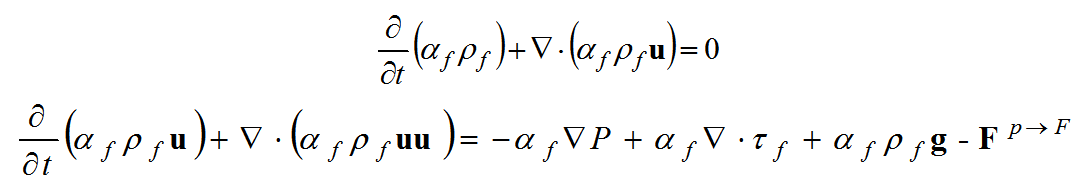 ∂/∂t (α_f ρ_f) + ∇ · (α_f ρ_f **u**) = 0
∂/∂t (α_f ρ_f **u**) + ∇ · (α_f ρ_f **uu**) = −α_f ∇P + α_f ∇ · τ_f + α_f ρ_f **g** - **F**^{p→F}